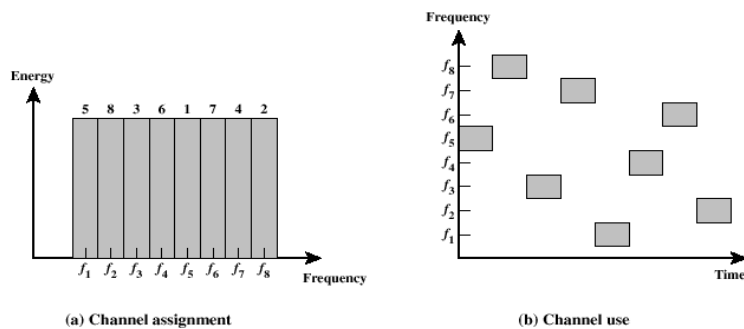 Energy
5 8 3 6 1 7 4 2
f1 f2 f3 f4 f5 f6 f7 f8
Frequency
(a) Channel assignment
Frequency
f8
f7
f6
f5
f4
f3
f2
f1
Time
(b) Channel use